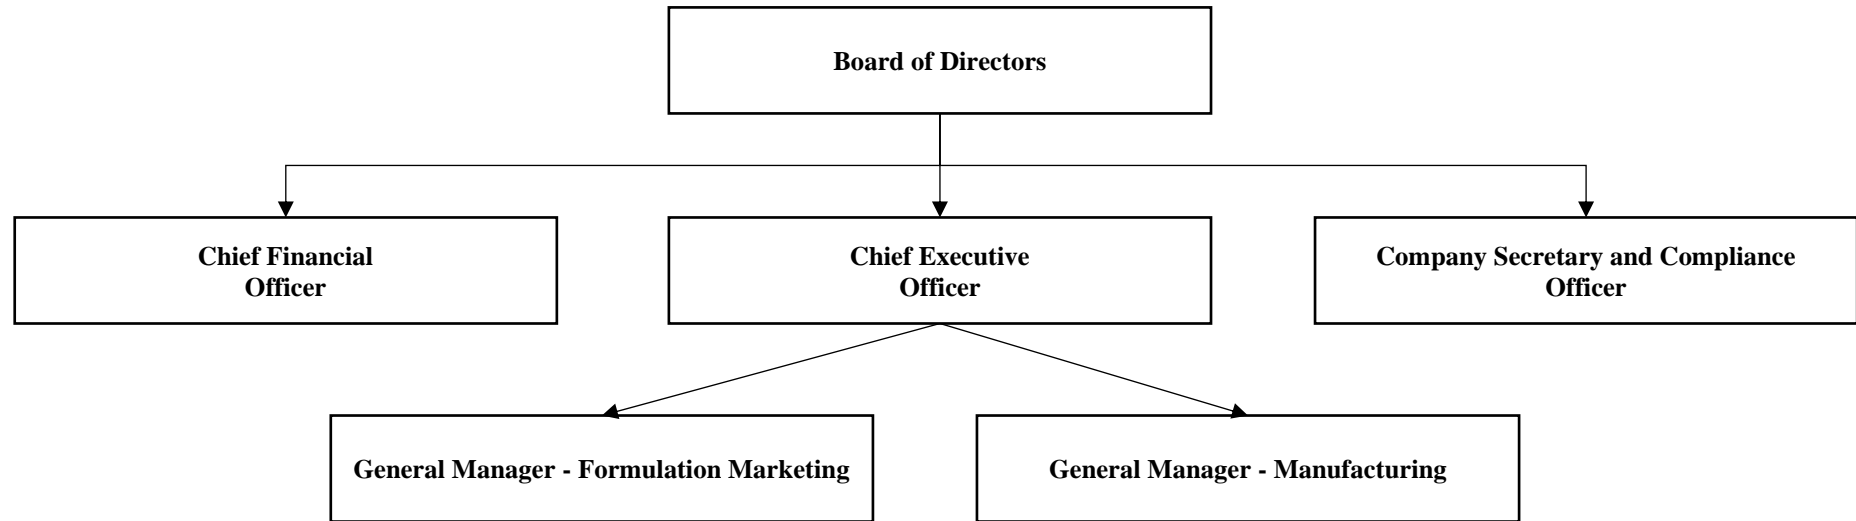 Board of Directors
Chief Financial
Officer
Chief Executive
Officer
Company Secretary and Compliance
Officer
General Manager - Formulation Marketing
General Manager - Manufacturing